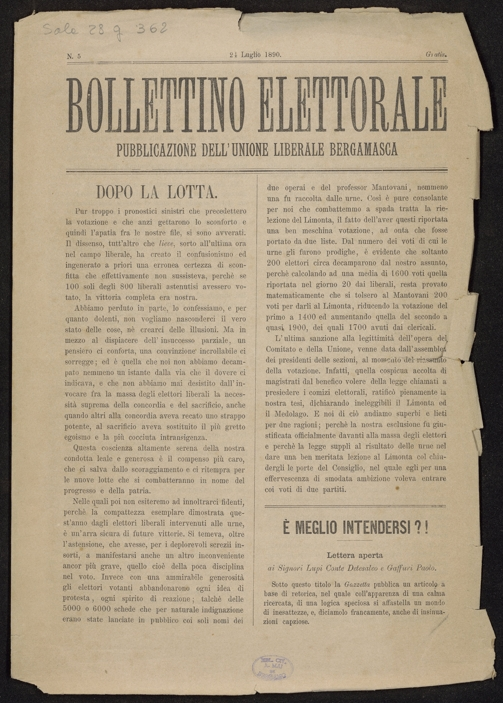 Sale 23 g 362
N. 5
24 Luglio 1890.
Gratis.
BOLLETTINO ELETTORALE
PUBBLICAZIONE DELL'UNIONE LIBERALE BERGAMASCA
DOPO LA LOTTA.
Pur troppo i pronostici sinistri che precedettero
la votazione e che anzi gettarono lo sconforto e
quindi l'apatia fra le nostre file, si sono avverati.
Il dissenso, tutt'altro che lieve, sorto all'ultima ora
nel campo liberale, ha creato il confusionismo ed
ingenerato a priori una erronea certezza di scon-
fitta che effettivamente non sussisteva, perchè se
100 soli degli 800 liberali astenutisi avessero vo-
tato, la vittoria completa era nostra.
Abbiamo perduto in parte, lo confessiamo, e per
quanto dolenti, non vogliamo nasconderci il vero
stato delle cose, nè crearci delle illusioni. Ma in
mezzo al dispiacere dell'insuccesso parziale, un
pensiero ci conforta, una convinzione incrollabile ci
sorregge; ed è quella che noi non abbiamo decam-
pato nemmeno un istante dalla via che il dovere ci
indicava, e che non abbiamo mai desistito dall'in-
vocare fra la massa degli elettori liberali la neces-
sità suprema della concordia e del sacrificio, anche
quando altri alla concordia aveva recato uno strappo
potente, al sacrificio aveva sostituito il più gretto
egoismo e la più cocciuta intransigenza.
Questa coscienza altamente serena della nostra
condotta leale e generosa è il compenso più caro,
che ci salva dallo scoraggiamento e ci ritempra per
le nuove lotte che si combatteranno in nome del
progresso e della patria.
Nelle quali poi non esiteremo ad innoltrarci fidenti,
perchè la compattezza esemplare dimostrata que-
st'anno dagli elettori liberali intervenuti alle urne,
è un'arra sicura di future vittorie. Si temeva, oltre
l'astensione, che avesse, per i deplorevoli screzii in-
sorti, a manifestarsi anche un altro inconveniente
ancor più grave, quello cioè della poca disciplina
nel voto. Invece con una ammirabile generosità
gli elettori votanti abbandonarono ogni idea di
protesta, ogni spirito di reazione; talchè delle
5000 o 6000 schede che per naturale indignazione
erano state lanciate in pubblico coi soli nomi dei
due operai e del professor Mantovani, nemmeno
una fu raccolta dalle urne. Così è pure consolante
per noi che combattemmo a spada tratta la rie-
lezione del Limonta, il fatto dell'aver questi riportata
una ben meschina votazione, ad onta che fosse
portato da due liste. Dal numero dei voti di cui le
urne gli furono prodighe, è evidente che soltanto
200 elettori circa decamparono dal nostro assunto,
perchè calcolando ad una media di 1600 voti quella
riportata nel giorno 20 dai liberali, resta provato
matematicamente che si tolsero al Mantovani 200
voti per darli al Limonta, riducendo la votazione del
primo a 1400 ed aumentando quella del secondo a
quasi 1900, dei quali 1700 avuti dai clericali.
L'ultima sanzione alla legittimità dell'opera del
Comitato e della Unione, venne data dall'assemblea
dei presidenti delle sezioni, al momento del
della votazione. Infatti, quella cospicua accolta di
magistrati dal benefico volere della legge chiamati a
presiedere i comizi elettorali, ratificò pienamente la
nostra tesi, dichiarando ineleggibili il Limonta ed
il Medolago. E noi di ciò andiamo superbi e lieti
per due ragioni; perchè la nostra esclusione fu giu-
stificata officialmente davanti alla massa degli elettori
e perchè la legge supplì al risultato delle urne nel
dare una ben meritata lezione al Limonta col chiu-
dergli le porte del Consiglio, nel quale egli per una
effervescenza di smodata ambizione voleva entrare
coi voti di due partiti.
È MEGLIO INTENDERSI?!
Lettera aperta
ai Signori Lupi Conte Detesalvo e Gaffuri Paolo.
Sotto questo titolo la Gazzetta pubblica un articolo a
base di retorica, nel quale coll'apparenza di una calma
ricercata, di una logica speciosa si affastella un mondo
di inesattezze, e, diciamolo francamente, anche di insinua-
zioni capziose.